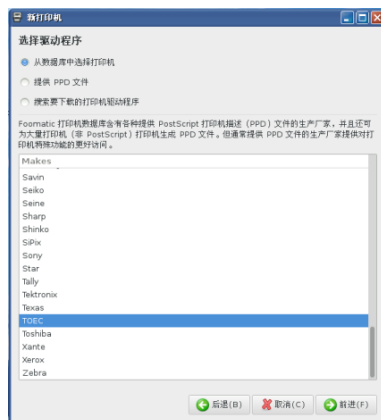 新打印机
选择驱动程序
从数据库中选择打印机
提供 PPD 文件
搜索要下载的打印机驱动程序
Foomatic 打印机数据库含有各种提供 PostScript 打印机描述（PPD）文件的生产厂家，并且还可
为大量打印机（非 PostScript）打印机生成 PPD 文件。但通常提供 PPD 文件的生产厂家提供对打
印机特殊功能的更好访问。
Makes
Savin
Seiko
Seine
Sharp
Shinko
SiPix
Sony
Star
Tally
Tektronix
Texas
TOEC
Toshiba
Xante
Xerox
Zebra
后退(B) 取消(C) 前进(F)